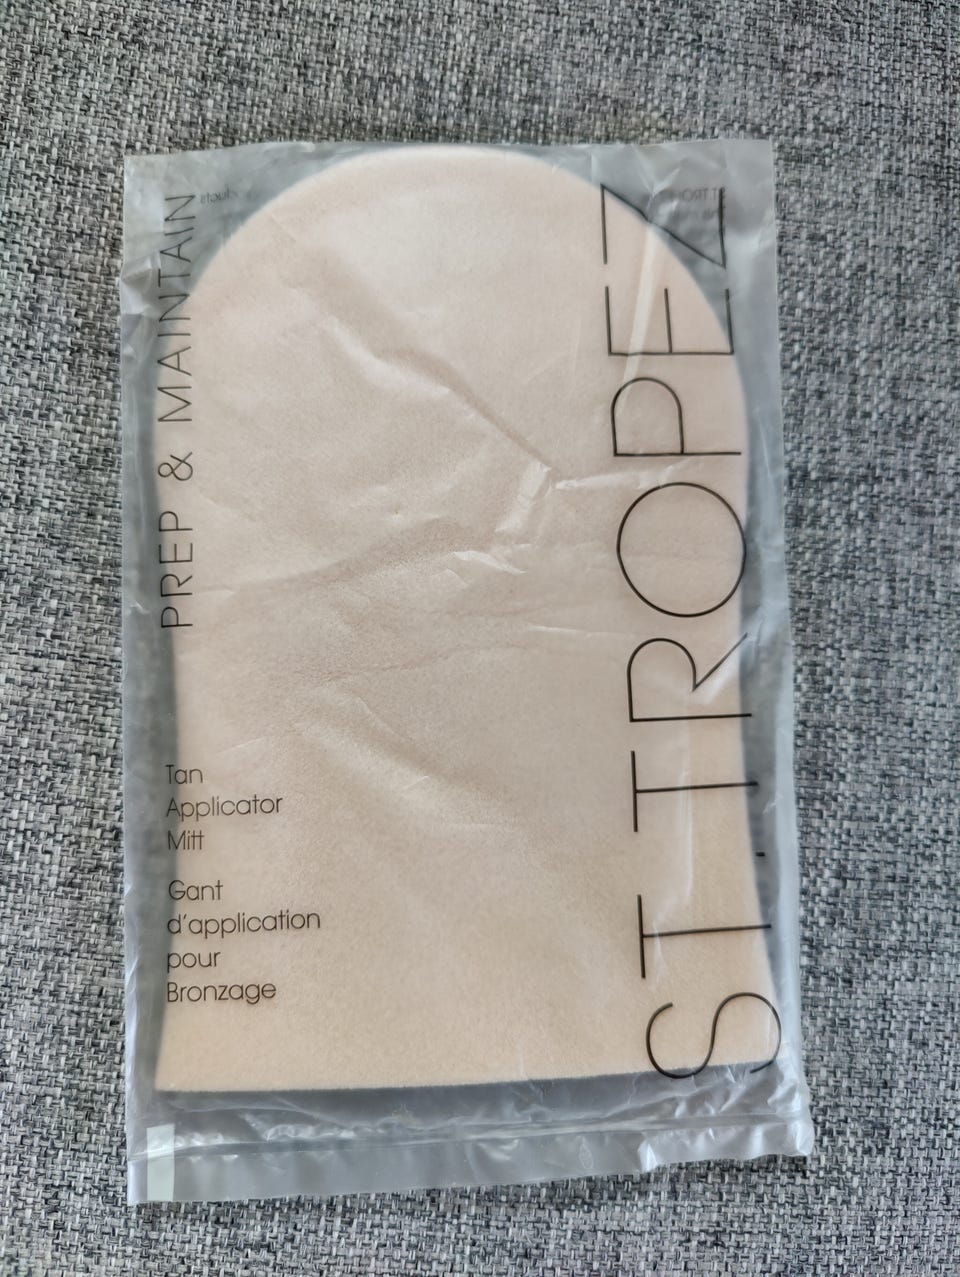 PREP & MAINTAIN
ST. TROPEZ
Tan
Applicator
Mitt
Gant
d'application
pour
Bronzage